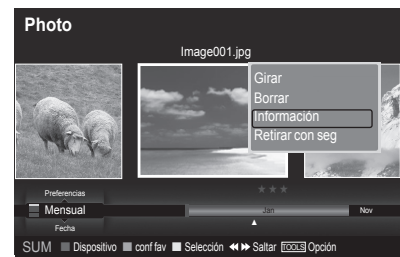 Photo
Image001.jpg
Girar
Borrar
Información
Retirar con seg
Preferencias
Mensual
Jan
Nov
Fecha
SUM Dispositivo conf fav Selección Saltar TOOLS Opción